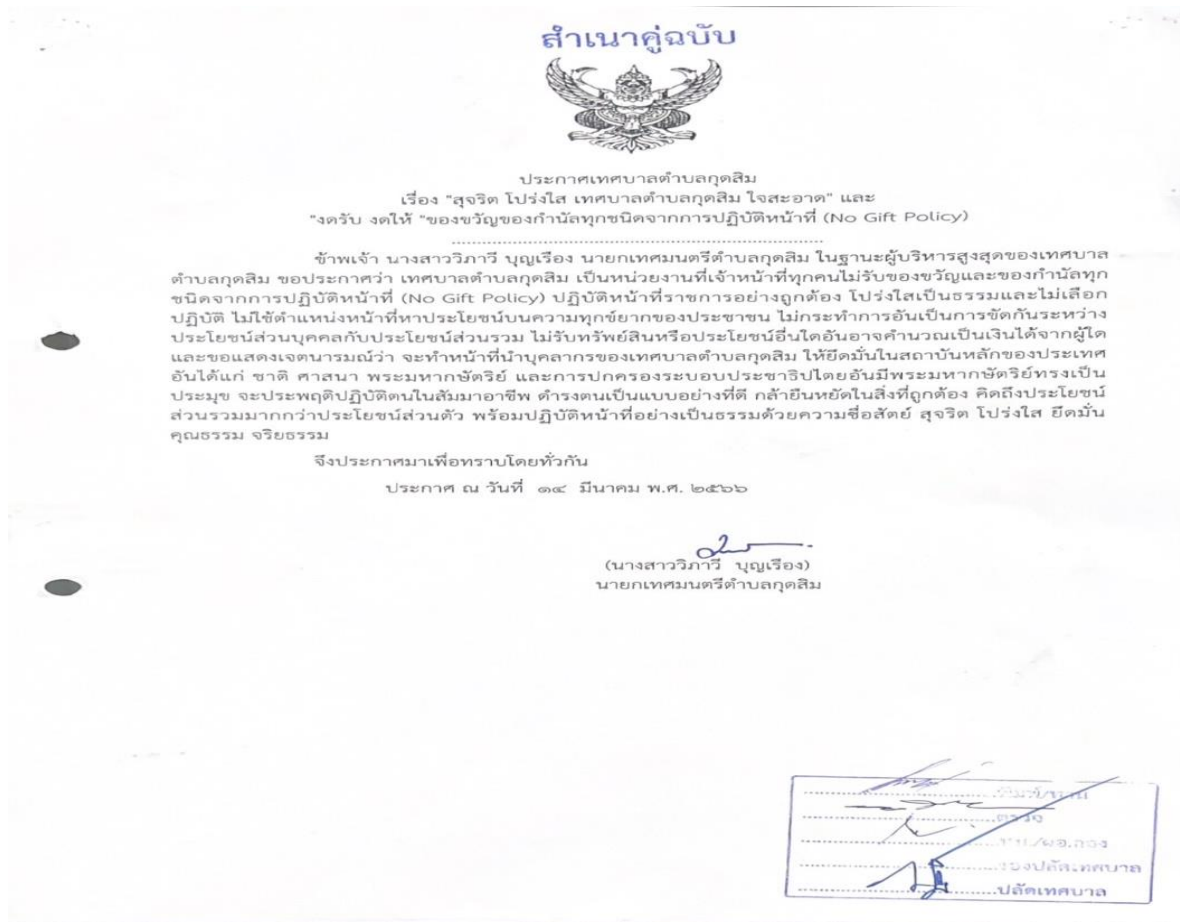 สำเนาคู่ฉบับ
ประกาศเทศบาลตำบลกุดสิม
เรื่อง "สุจริต โปร่งใส เทศบาลตำบลกุดสิม ใจสะอาด" และ
"งดรับ งดให้ "ของขวัญของกำนัลทุกชนิดจากการปฏิบัติหน้าที่ (No Gift Policy)
ข้าพเจ้า นางสาววิภาวี บุญเรือง นายกเทศมนตรีตำบลกุดสิม ในฐานะผู้บริหารสูงสุดของเทศบาล
ตำบลกุดสิม ขอประกาศว่า เทศบาลตำบลกุดสิม เป็นหน่วยงานที่เจ้าหน้าที่ทุกคนไม่รับของขวัญและของกำนัลทุก
ชนิดจากการปฏิบัติหน้าที่ (No Gift Policy) ปฏิบัติหน้าที่ราชการอย่างถูกต้อง โปร่งใสเป็นธรรมและไม่เลือก
ปฏิบัติ ไม่ใช้ตำแหน่งหน้าที่หาประโยชน์บนความทุกข์ยากของประชาชน ไม่กระทำการอันเป็นการขัดกันระหว่าง
ประโยชน์ส่วนบุคคลกับประโยชน์ส่วนรวม ไม่รับทรัพย์สินหรือประโยชน์อื่นใดอันอาจคำนวณเป็นเงินได้จากผู้ใด
และขอแสดงเจตนารมณ์ว่า จะทำหน้าที่นำบุคลากรของเทศบาลตำบลกุดสิม ให้ยึดมั่นในสถาบันหลักของประเทศ
อันได้แก่ ชาติ ศาสนา พระมหากษัตริย์ และการปกครองระบอบประชาธิปไตยอันมีพระมหากษัตริย์ทรงเป็น
ประมุข จะประพฤติปฏิบัติตนในสัมมาอาชีพ ดำรงตนเป็นแบบอย่างที่ดี กล้ายืนหยัดในสิ่งที่ถูกต้อง คิดถึงประโยชน์
ส่วนรวมมากกว่าประโยชน์ส่วนตัว พร้อมปฏิบัติหน้าที่อย่างเป็นธรรมด้วยความซื่อสัตย์ สุจริต โปร่งใส ยึดมั่น
คุณธรรม จริยธรรม
จึงประกาศมาเพื่อทราบโดยทั่วกัน
ประกาศ ณ วันที่ ๑๔ มีนาคม พ.ศ. ๒๕๖๖
(นางสาววิภาวี บุญเรือง)
นายกเทศมนตรีตำบลกุดสิม
ตรวจ
รองปลัดเทศบาล
ปลัดเทศบาล